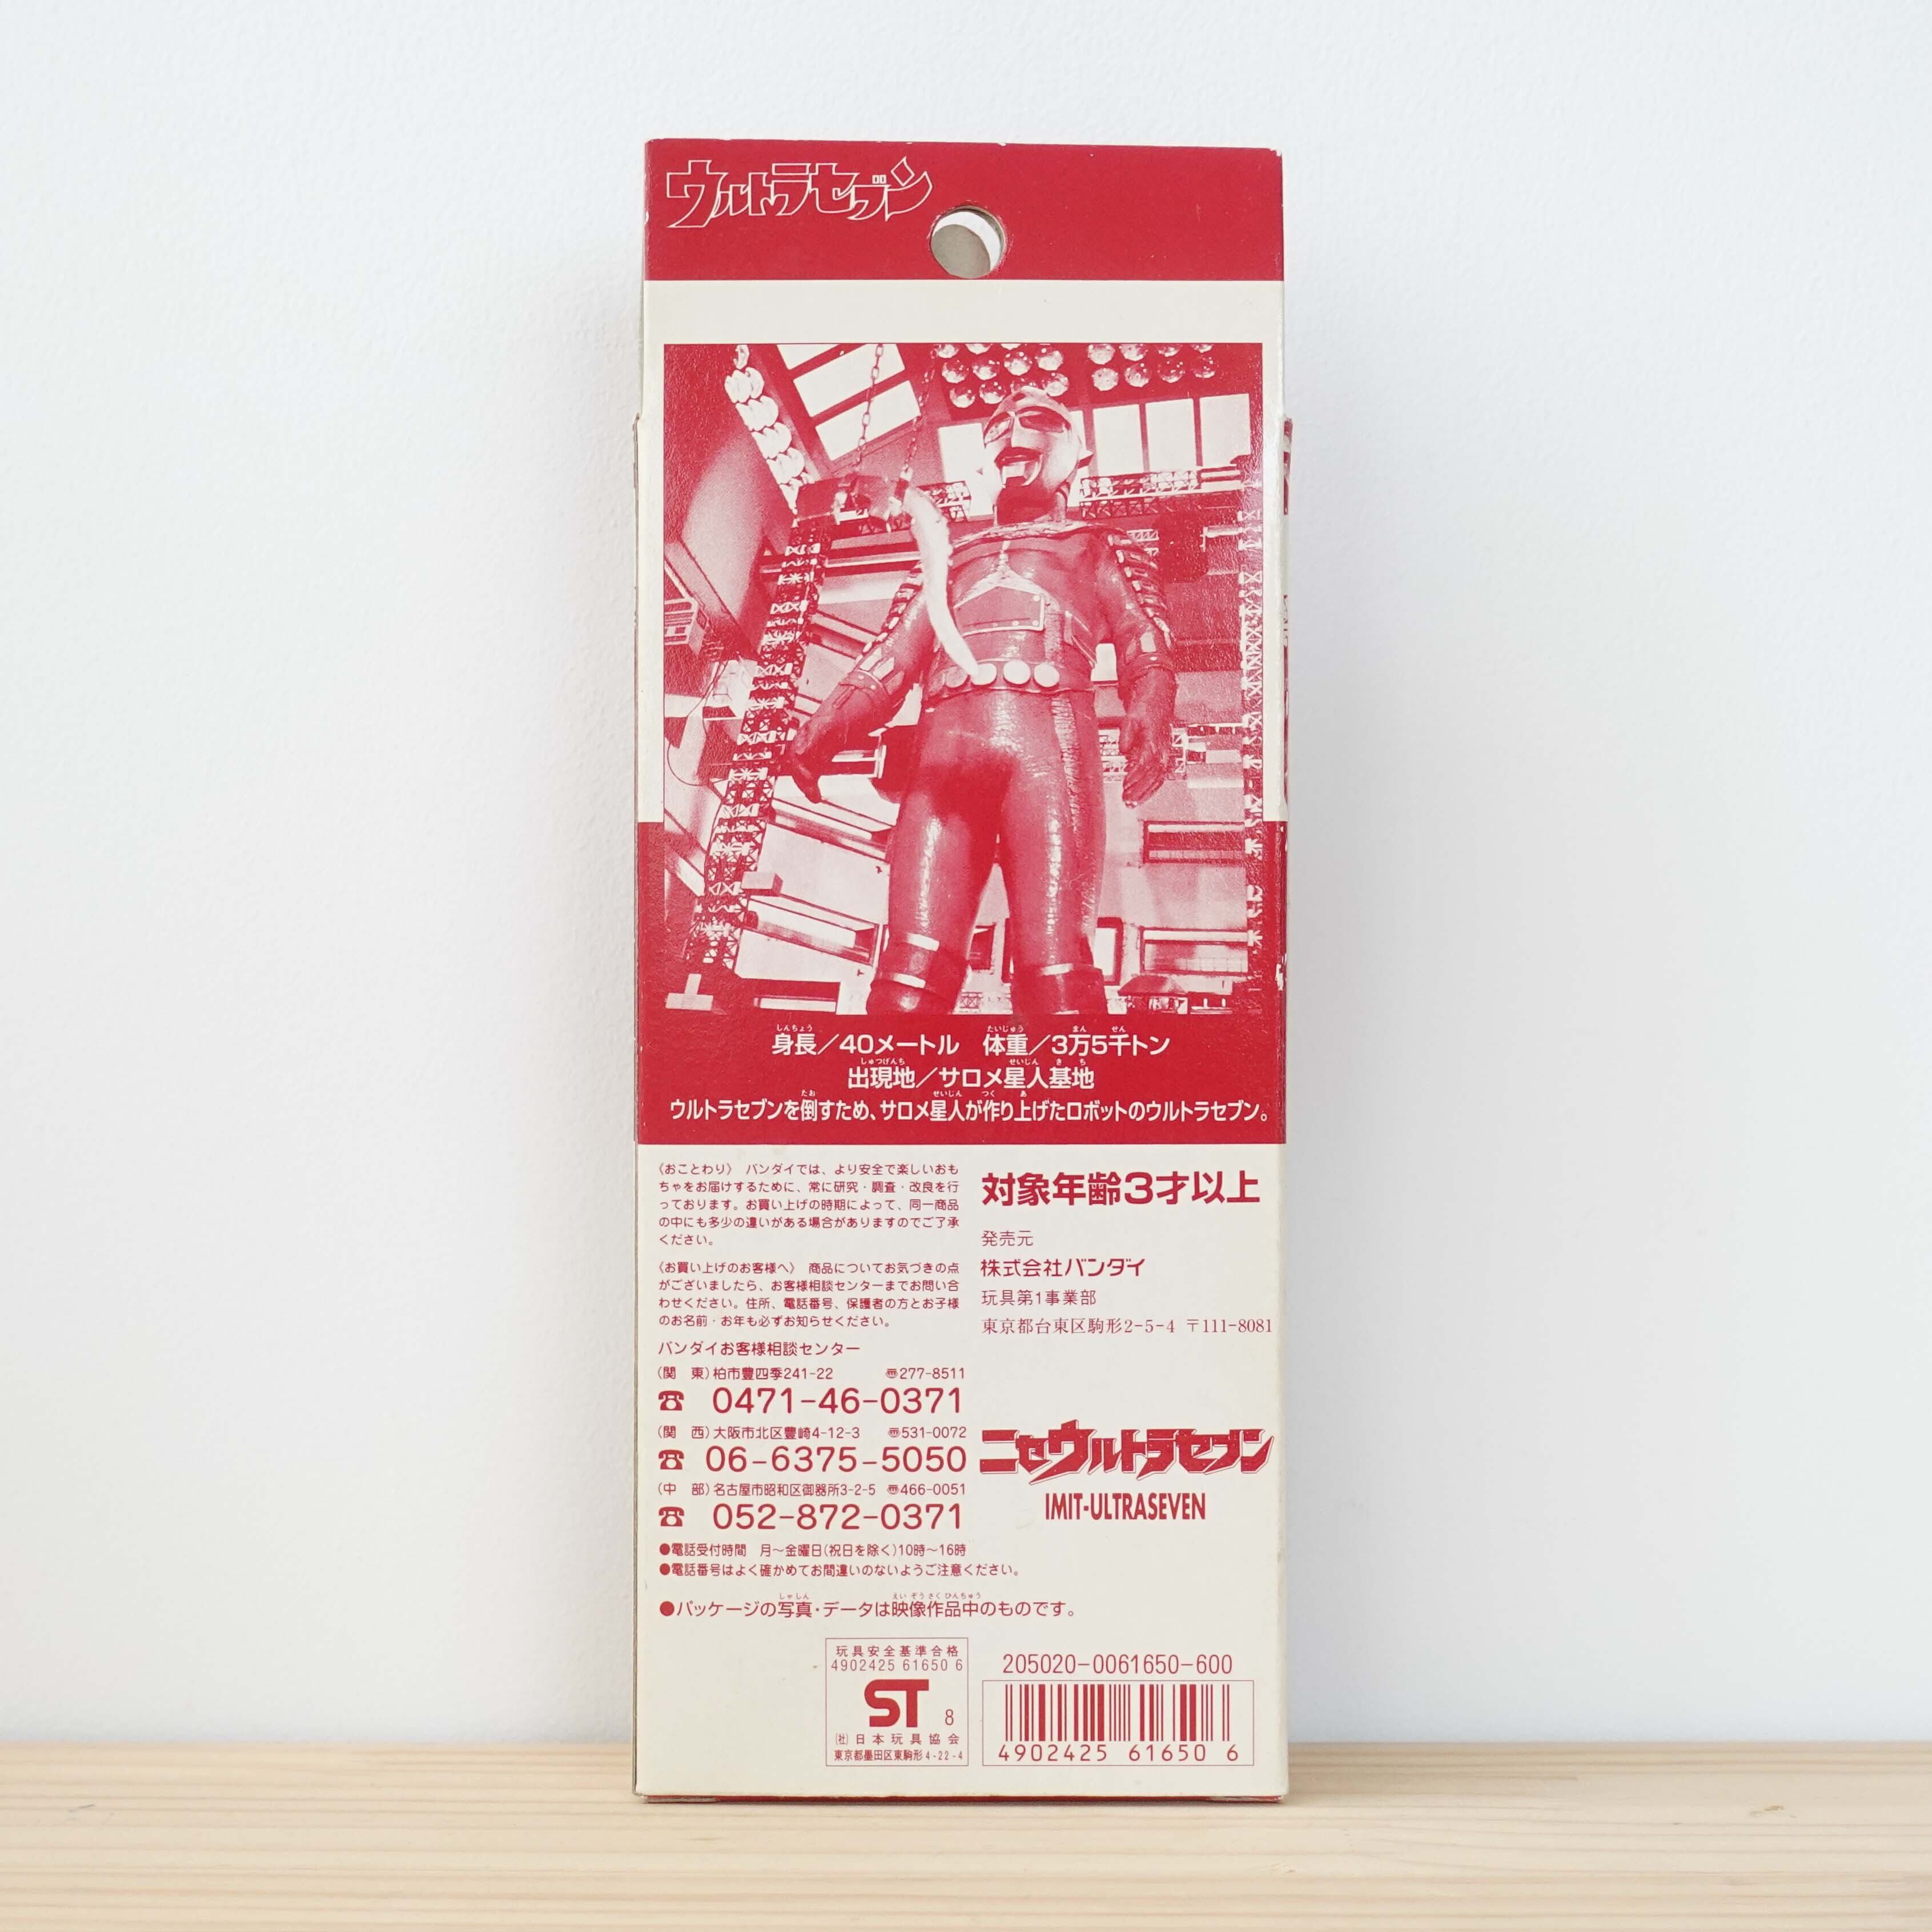 ウルトラセブン
身長／40メートル　体重／3万5千トン
出現地／サロメ星人基地
ウルトラセブンを倒すため、サロメ星人が作り上げたロボットのウルトラセブン。
〈おことわり〉 バンダイでは、より安全で楽しいおも
ちゃをお届けするために、常に研究・調査・改良を行
っております。お買い上げの時期によって、同一商品
の中にも多少の違いがある場合がありますのでご了承
ください。
〈お買い上げのお客様へ〉 商品についてお気づきの点
がございましたら、お客様相談センターまでお問い合
わせください。住所、電話番号、保護者の方とお子様
のお名前・お年も必ずお知らせください。
バンダイお客様相談センター
(関　東)柏市豊四季241-22 〠277-8511
☎ 0471-46-0371
(関　西)大阪市北区豊崎4-12-3 〠531-0072
☎ 06-6375-5050
(中　部)名古屋市昭和区御器所3-2-5 〠466-0051
☎ 052-872-0371
●電話受付時間　月～金曜日(祝日を除く)10時～16時
●電話番号はよく確かめてお間違いのないようご注意ください。
●パッケージの写真・データは映像作品中のものです。
対象年齢3才以上
発売元
株式会社バンダイ
玩具第1事業部
東京都台東区駒形2-5-4 〒111-8081
ニセウルトラセブン
IMIT-ULTRASEVEN
玩具安全基準合格
4902425 61650 6
ST 8
(社)日本玩具協会
東京都墨田区東駒形4-22-4
205020-0061650-600
4902425 61650 6